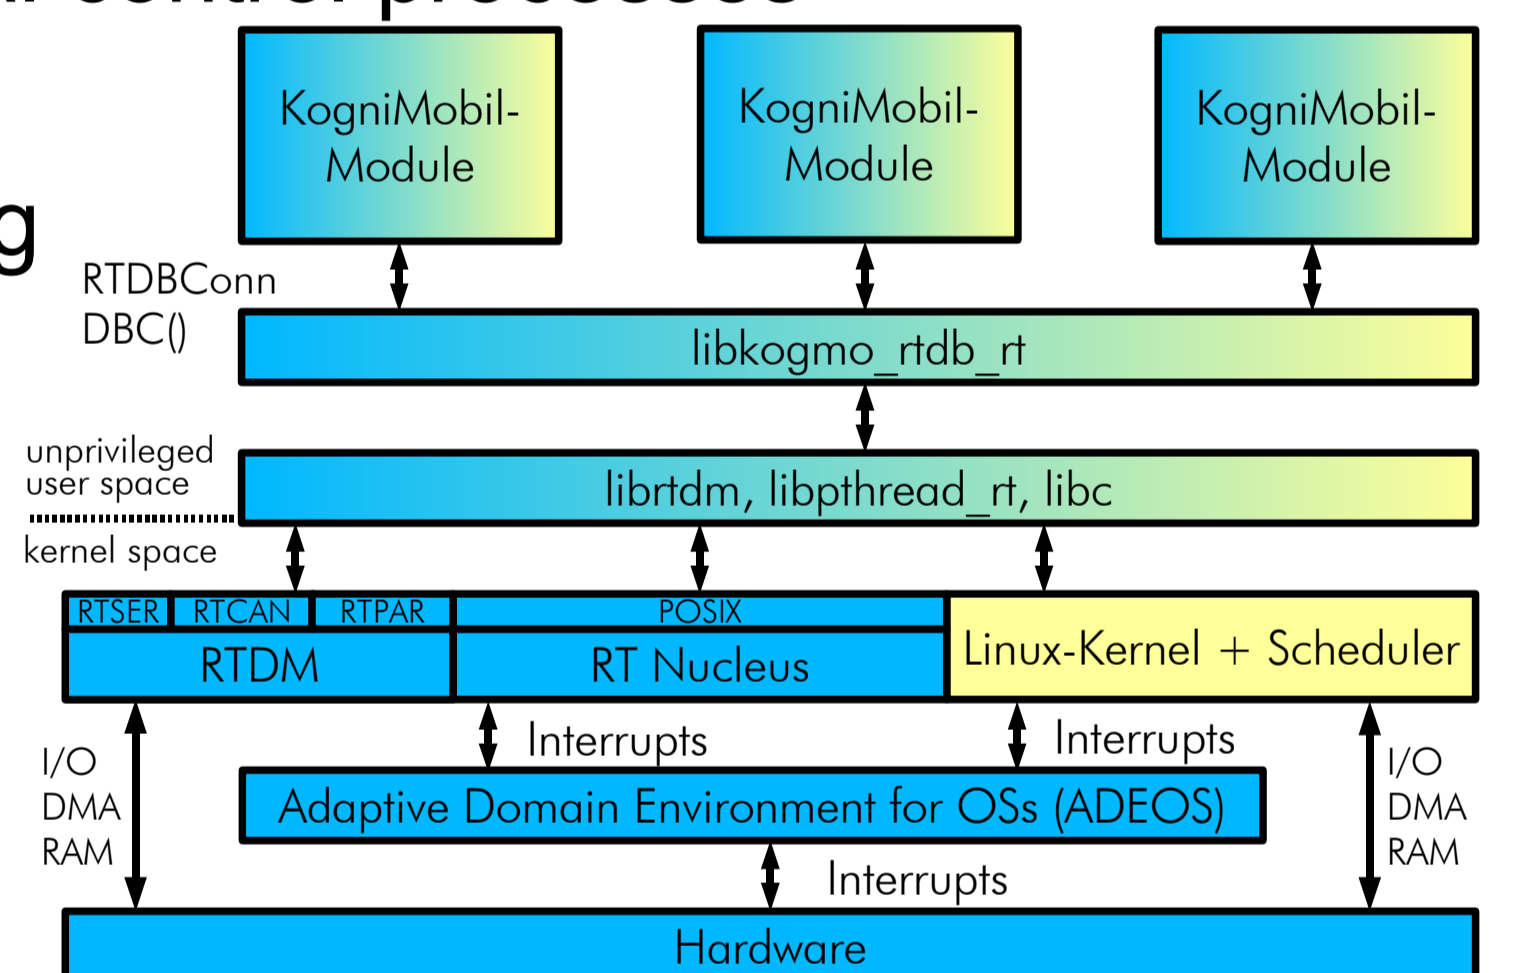 control processes
g
KogniMobil-
Module
KogniMobil-
Module
KogniMobil-
Module
RTDBConn
DBC()
libkogmo_rtdb_rt
unprivileged
user space
librtdm, libpthread_rt, libc
kernel space
RTSER RTCAN RTPAR POSIX
RTDM RT Nucleus Linux-Kernel + Scheduler
Interrupts Interrupts
I/O
DMA
RAM
I/O
DMA
RAM
Adaptive Domain Environment for OSs (ADEOS)
Interrupts
Hardware